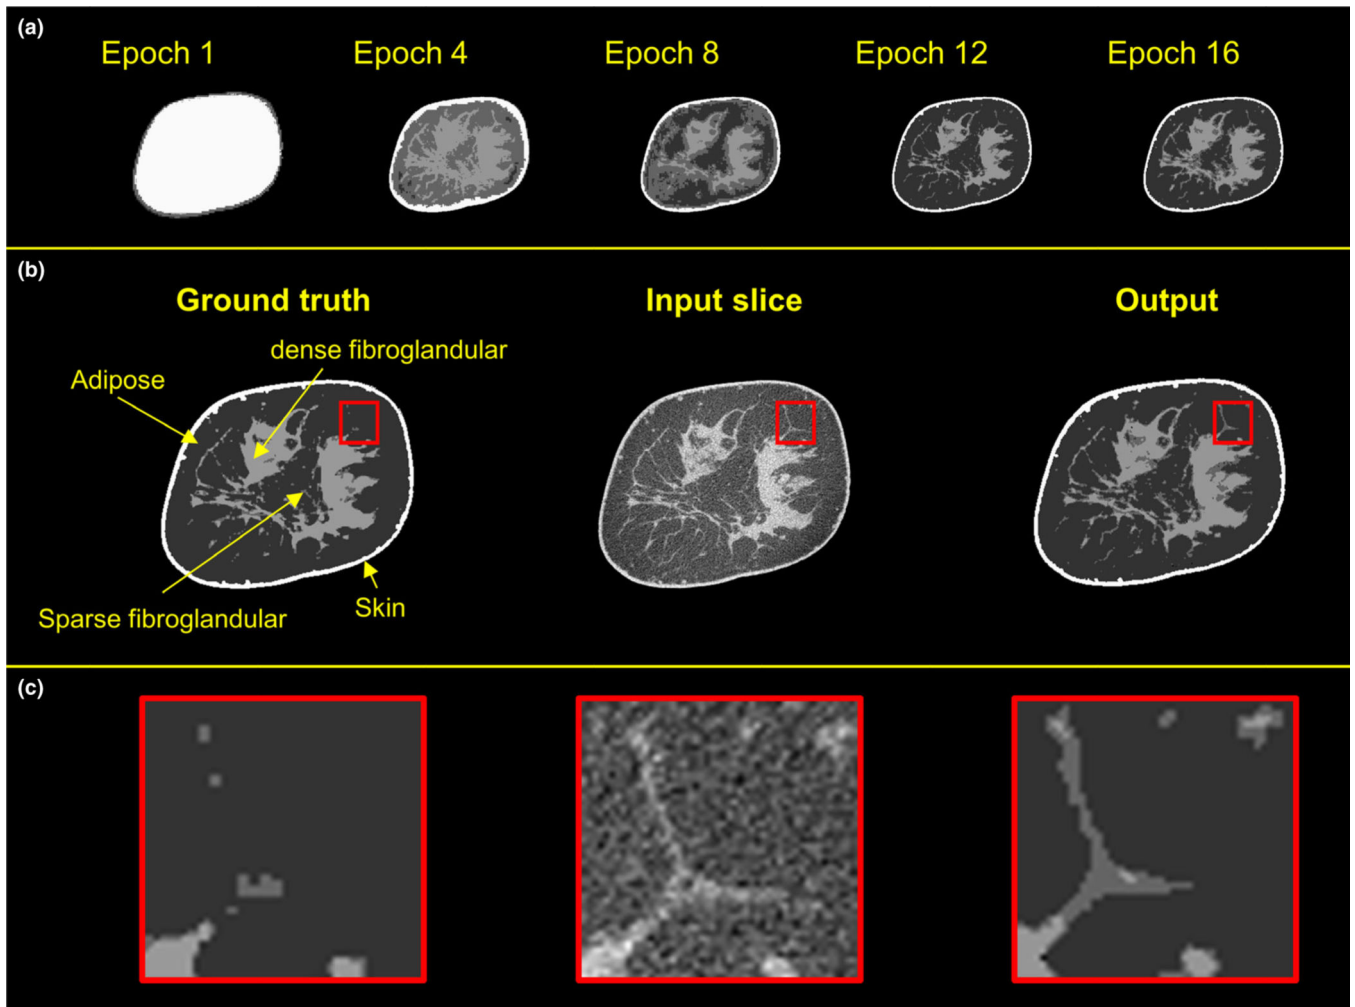 (a)
Epoch 1
Epoch 4
Epoch 8
Epoch 12
Epoch 16
(b)
Ground truth
Input slice
Output
dense fibroglandular
Adipose
Sparse fibroglandular
Skin
(c)